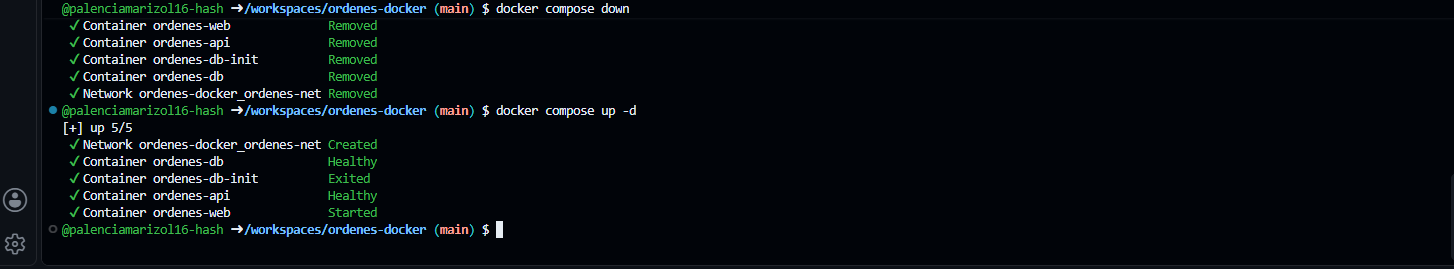 @palenciamarizol16-hash ➜/workspaces/ordenes-docker (main) $ docker compose down
✓ Container ordenes-web Removed
✓ Container ordenes-api Removed
✓ Container ordenes-db-init Removed
✓ Container ordenes-db Removed
✓ Network ordenes-docker_ordenes-net Removed
@palenciamarizol16-hash ➜/workspaces/ordenes-docker (main) $ docker compose up -d
[+] up 5/5
✓ Network ordenes-docker_ordenes-net Created
✓ Container ordenes-db Healthy
✓ Container ordenes-db-init Exited
✓ Container ordenes-api Healthy
✓ Container ordenes-web Started
@palenciamarizol16-hash ➜/workspaces/ordenes-docker (main) $